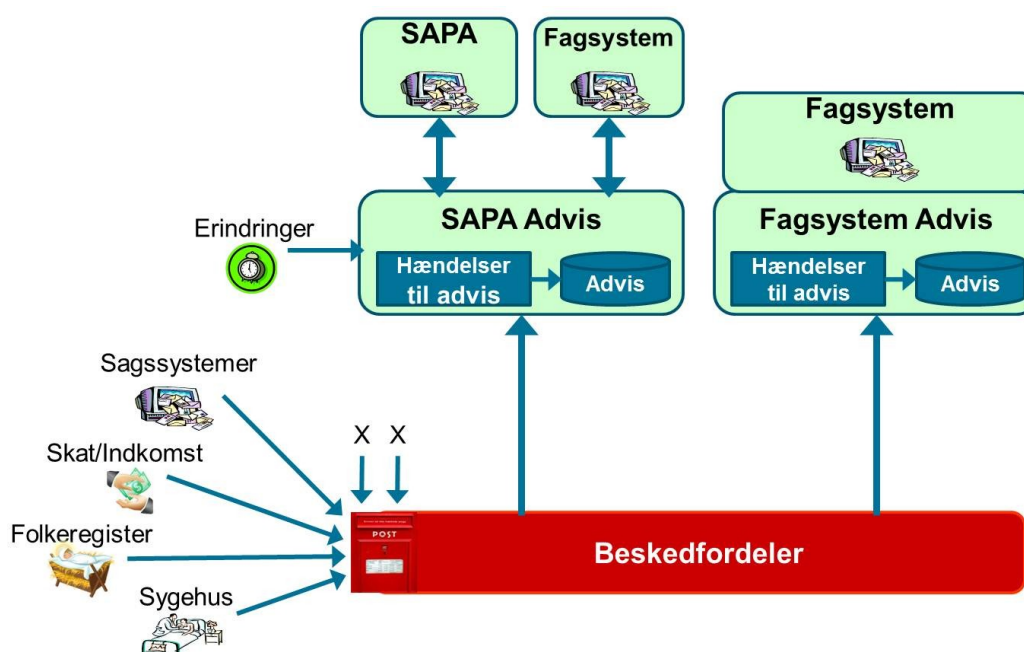 SAPA
Fagsystem
Fagsystem
Erindringer
SAPA Advis
Hændelser
til advis
Advis
Fagsystem Advis
Hændelser
til advis
Advis
Sagssystemer
Skat/Indkomst
X X
Folkeregister
POST
Beskedfordeler
Sygehus